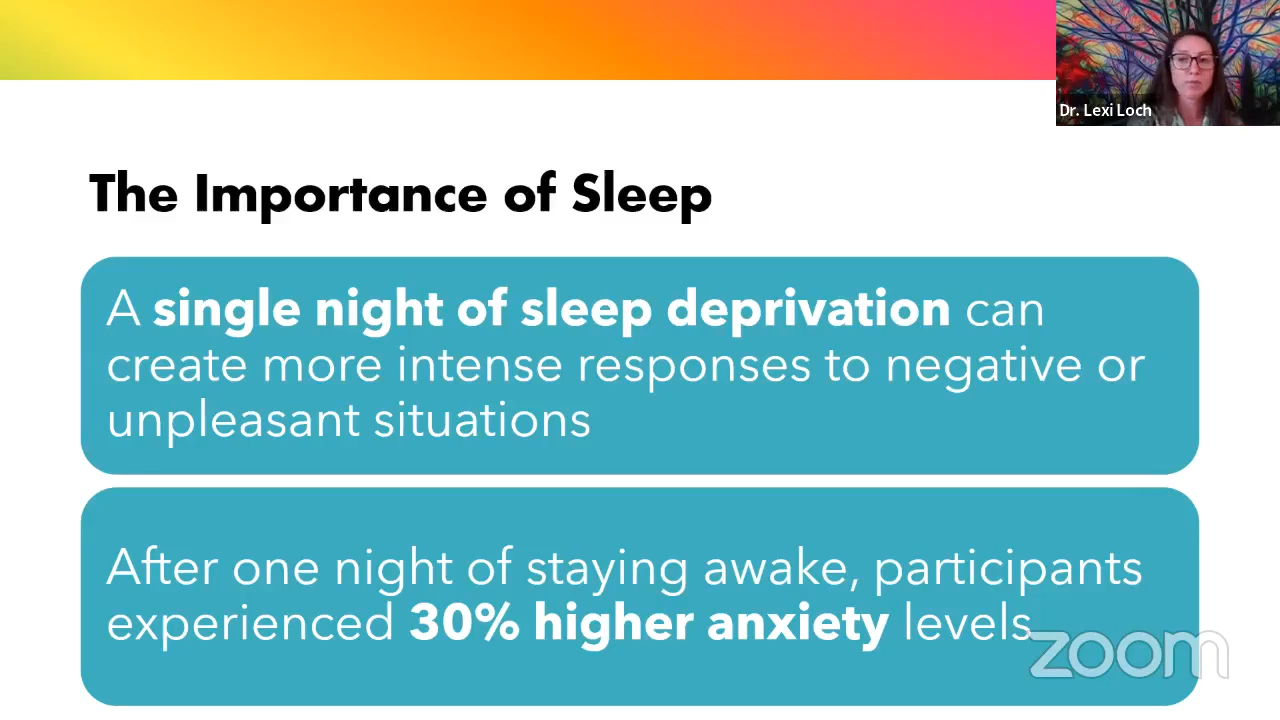 Dr. Lexi Loch
The Importance of Sleep
A single night of sleep deprivation can
create more intense responses to negative or
unpleasant situations
After one night of staying awake, participants
experienced 30% higher anxiety levels
zoom